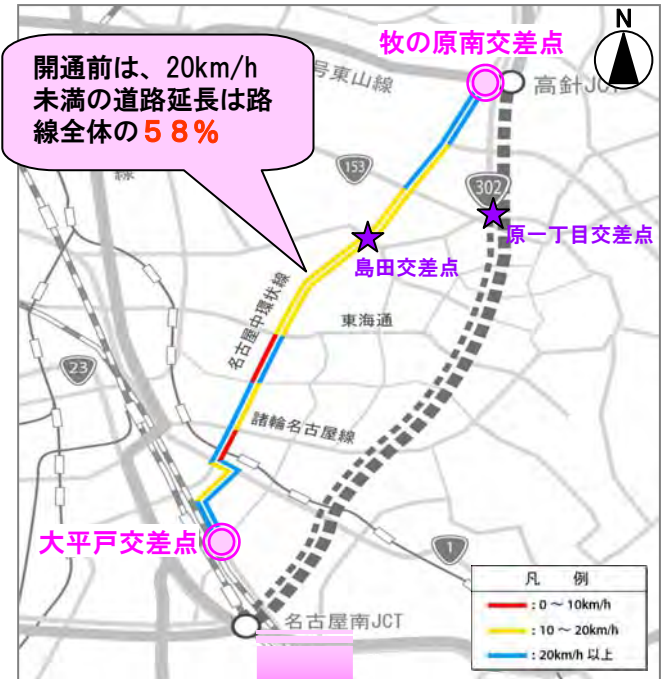 牧の原南交差点
N
開通前は、20km/h
未満の道路延長は路
線全体の58%
号東山線
高針JCT
線
153
302
原一丁目交差点
島田交差点
名古屋中環状線
東海通
23
諸輪名古屋線
大平戸交差点
1
名古屋南JCT
凡 例
: 0 ～ 10km/h
: 10 ～ 20km/h
: 20km/h 以上